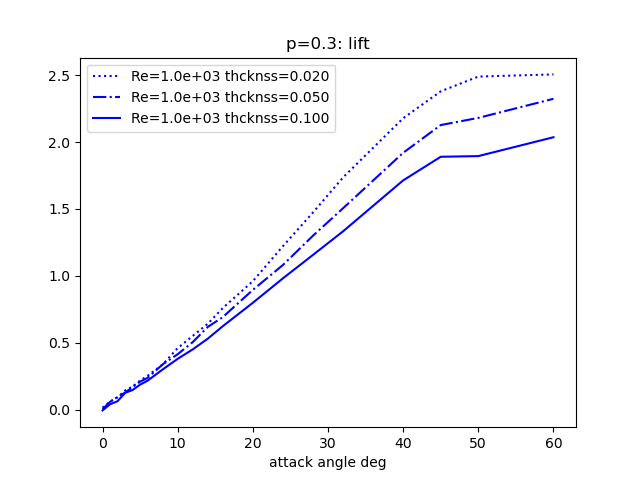 p=0.3: lift
Re=1.0e+03 thcknss=0.020
Re=1.0e+03 thcknss=0.050
Re=1.0e+03 thcknss=0.100
2.5
2.0
1.5
1.0
0.5
0.0
0 10 20 30 40 50 60
attack angle deg